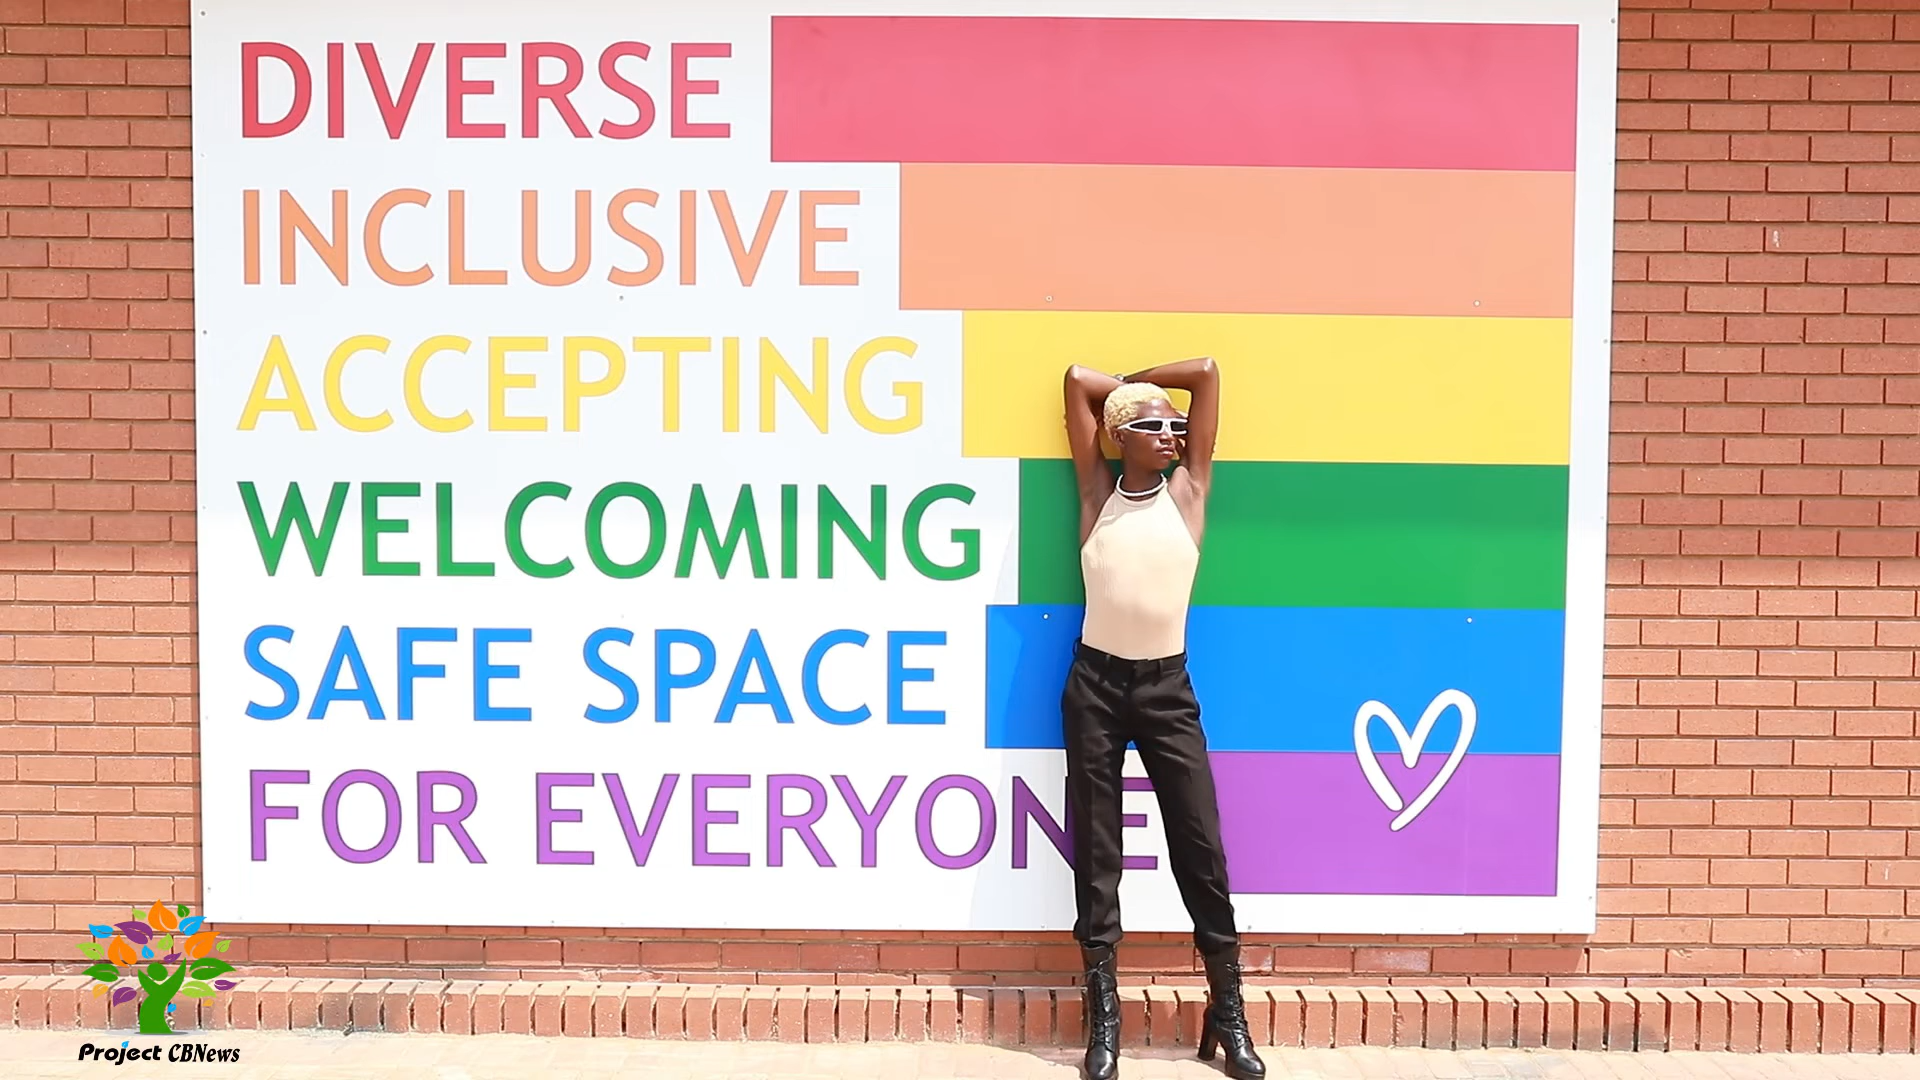 DIVERSE
INCLUSIVE
ACCEPTING
WELCOMING
SAFE SPACE
FOR EVERYONE
Project CBNews